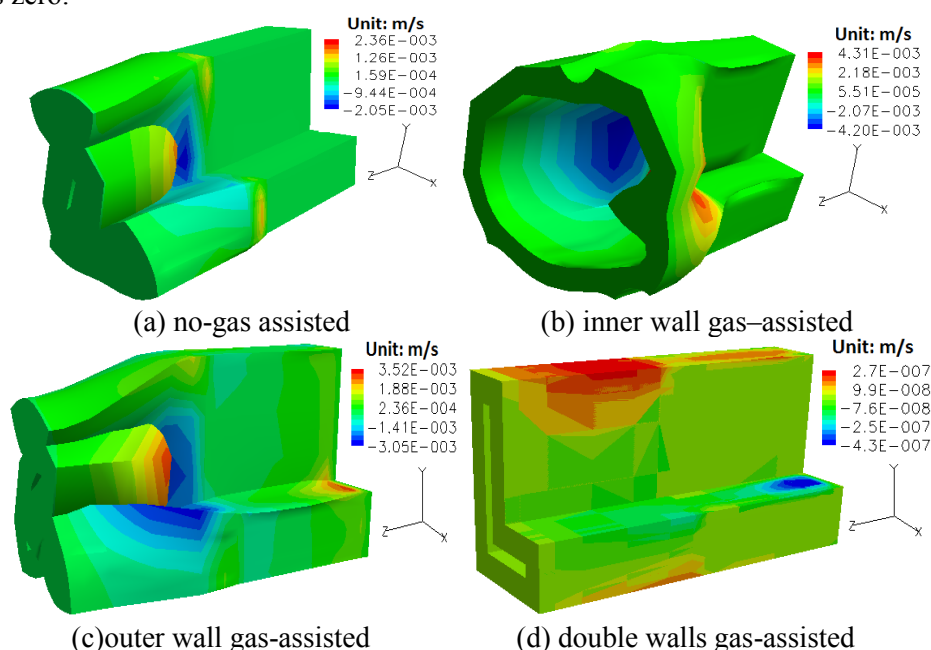 s zero.
Unit: m/s
2.36E-003
1.26E-003
1.59E-004
-9.44E-004
-2.05E-003
Y
Z
X
(a) no-gas assisted
Unit: m/s
4.31E-003
2.18E-003
5.51E-005
-2.07E-003
-4.20E-003
Y
Z
X
(b) inner wall gas–assisted
Unit: m/s
3.52E-003
1.88E-003
2.36E-004
-1.41E-003
-3.05E-003
Y
Z
X
(c)outer wall gas-assisted
Unit: m/s
2.7E-007
9.9E-008
-7.6E-008
-2.5E-007
-4.3E-007
Y
Z
X
(d) double walls gas-assisted